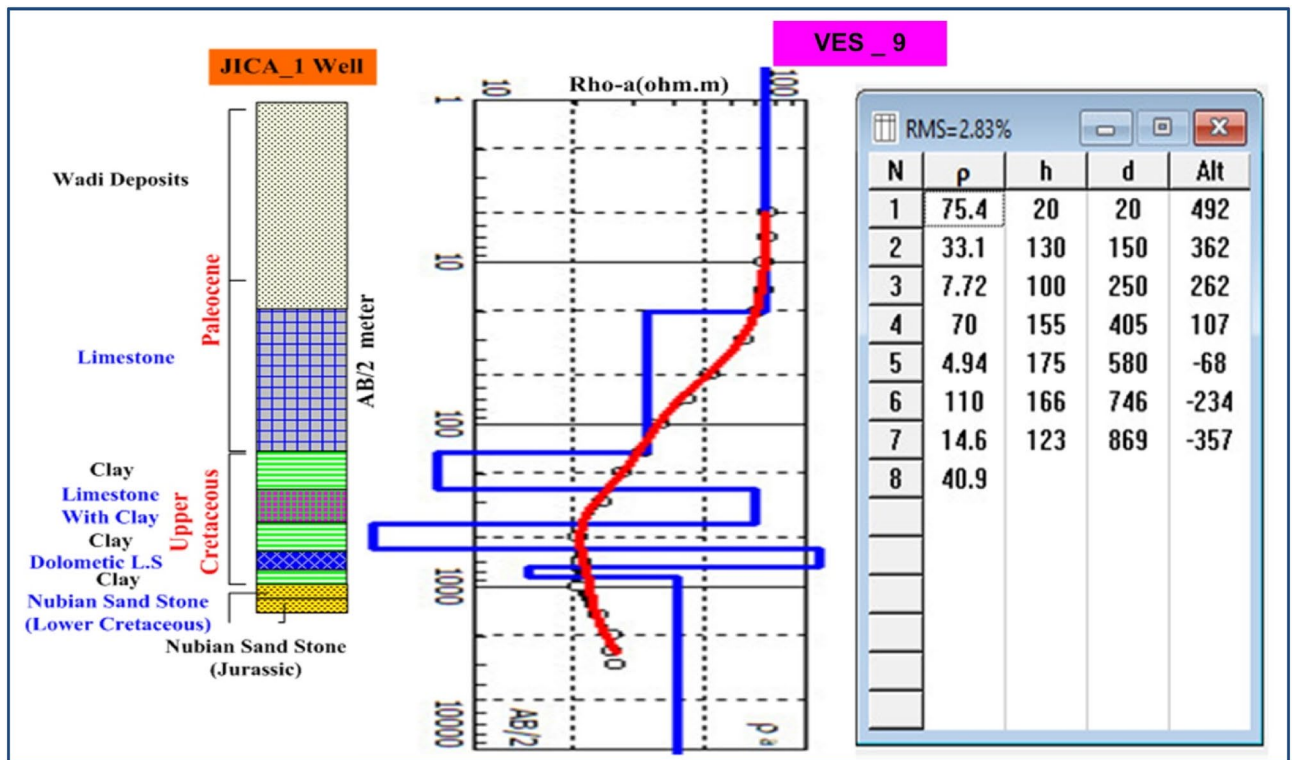 VES _ 9
JICA_1 Well
Wadi Deposits
Limestone
Clay
Limestone
With Clay
Clay
Dolometic L.S
Clay
Nubian Sand Stone
(Lower Cretaceous)
Nubian Sand Stone
(Jurassic)
Paleocene
Upper
Cretaceous
AB/2 meter
Rho-a(ohm.m)
10
100
1
10
100
1000
10000
AB/2
ρ a
RMS=2.83%
N ρ h d Alt
1 75.4 20 20 492
2 33.1 130 150 362
3 7.72 100 250 262
4 70 155 405 107
5 4.94 175 580 -68
6 110 166 746 -234
7 14.6 123 869 -357
8 40.9